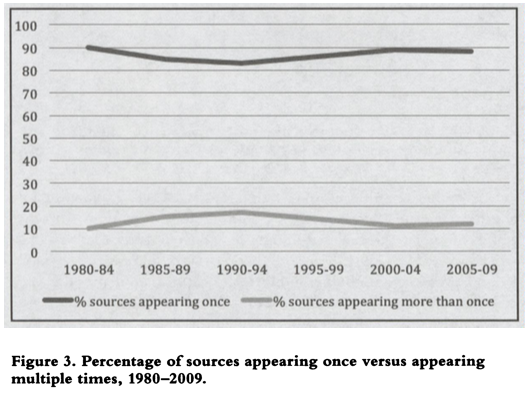 100
90
80
70
60
50
40
30
20
10
0
1980-84 1985-89 1990-94 1995-99 2000-04 2005-09
% sources appearing once % sources appearing more than once
Figure 3. Percentage of sources appearing once versus appearing
multiple times, 1980–2009.